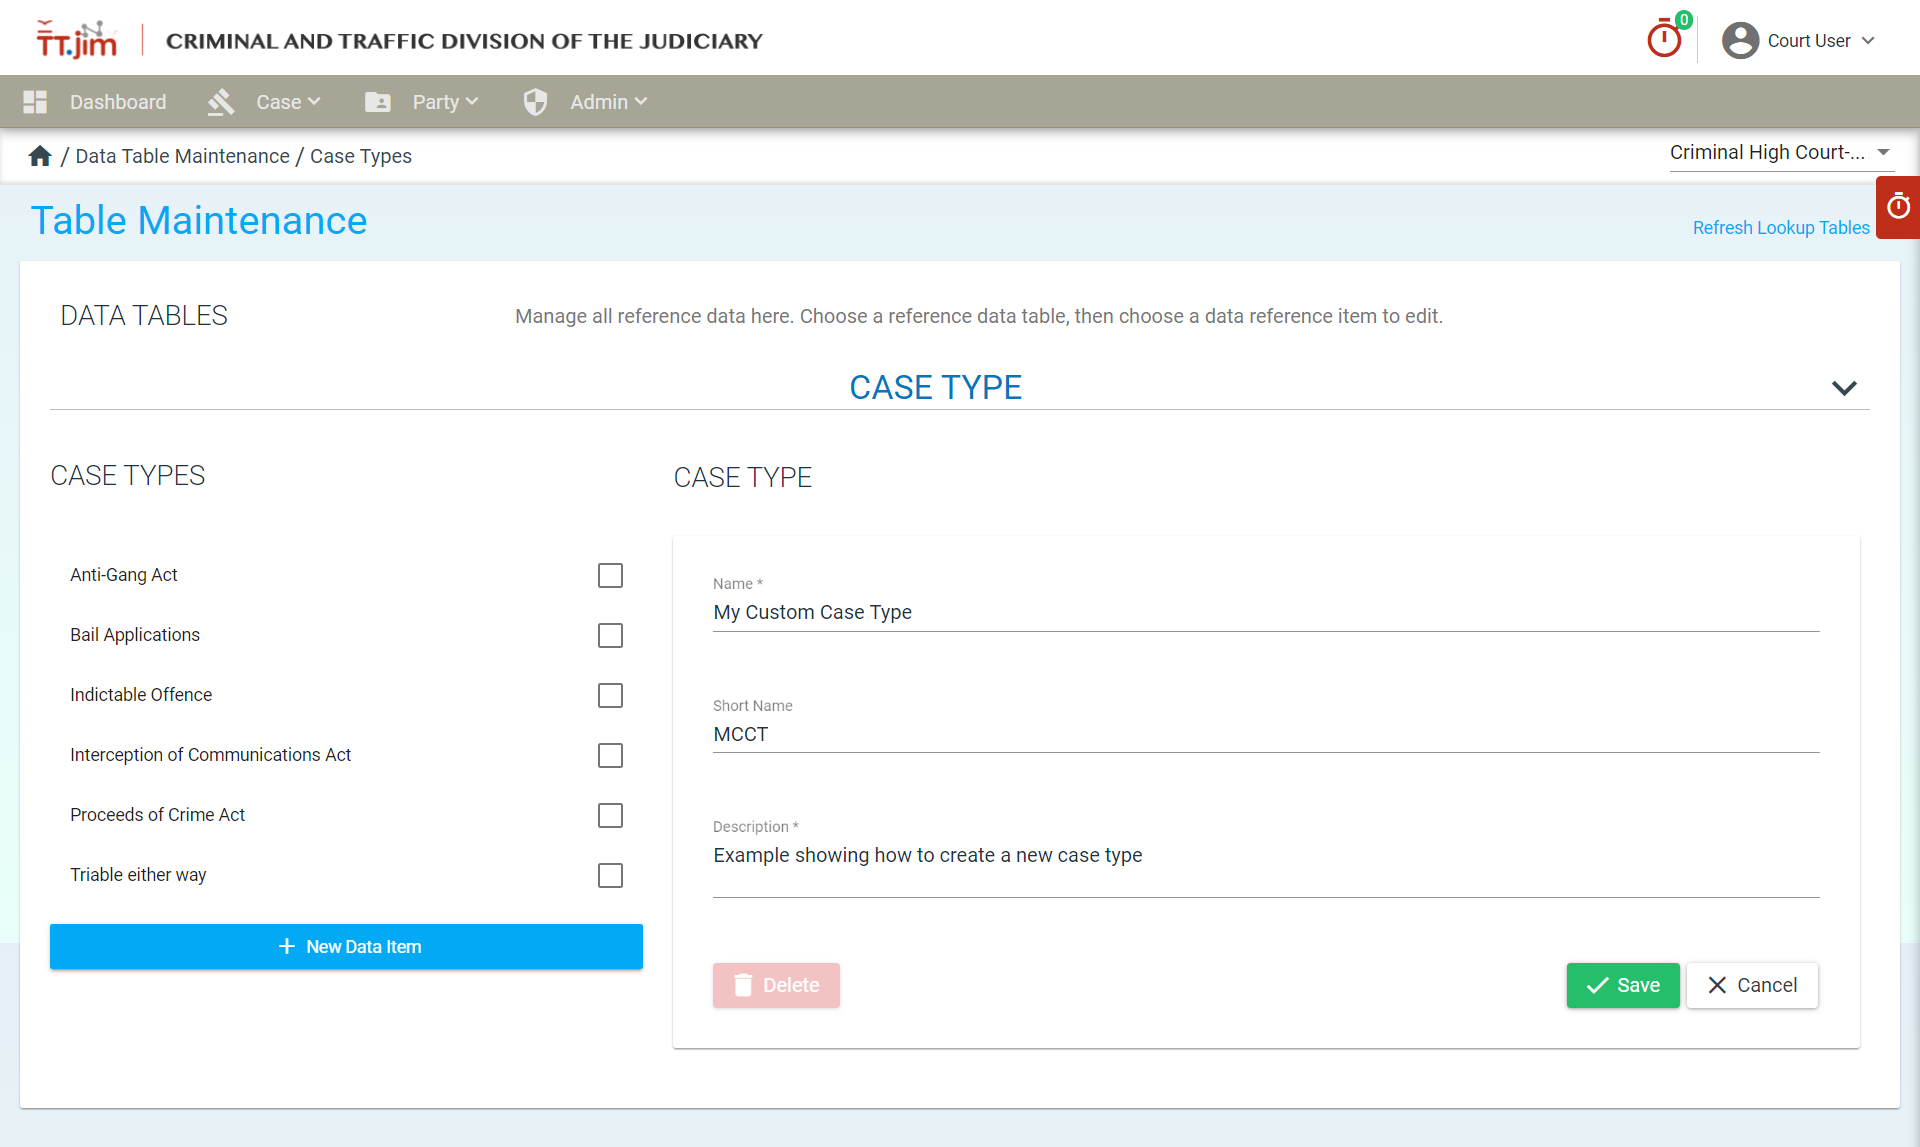 TT.jim
CRIMINAL AND TRAFFIC DIVISION OF THE JUDICIARY
0
Court User
Dashboard
Case
Party
Admin
/ Data Table Maintenance / Case Types
Criminal High Court-...
Table Maintenance
Refresh Lookup Tables
DATA TABLES
Manage all reference data here. Choose a reference data table, then choose a data reference item to edit.
CASE TYPE
CASE TYPES
Anti-Gang Act
Bail Applications
Indictable Offence
Interception of Communications Act
Proceeds of Crime Act
Triable either way
+ New Data Item
CASE TYPE
Name *
My Custom Case Type
Short Name
MCCT
Description *
Example showing how to create a new case type
Delete
Save
Cancel